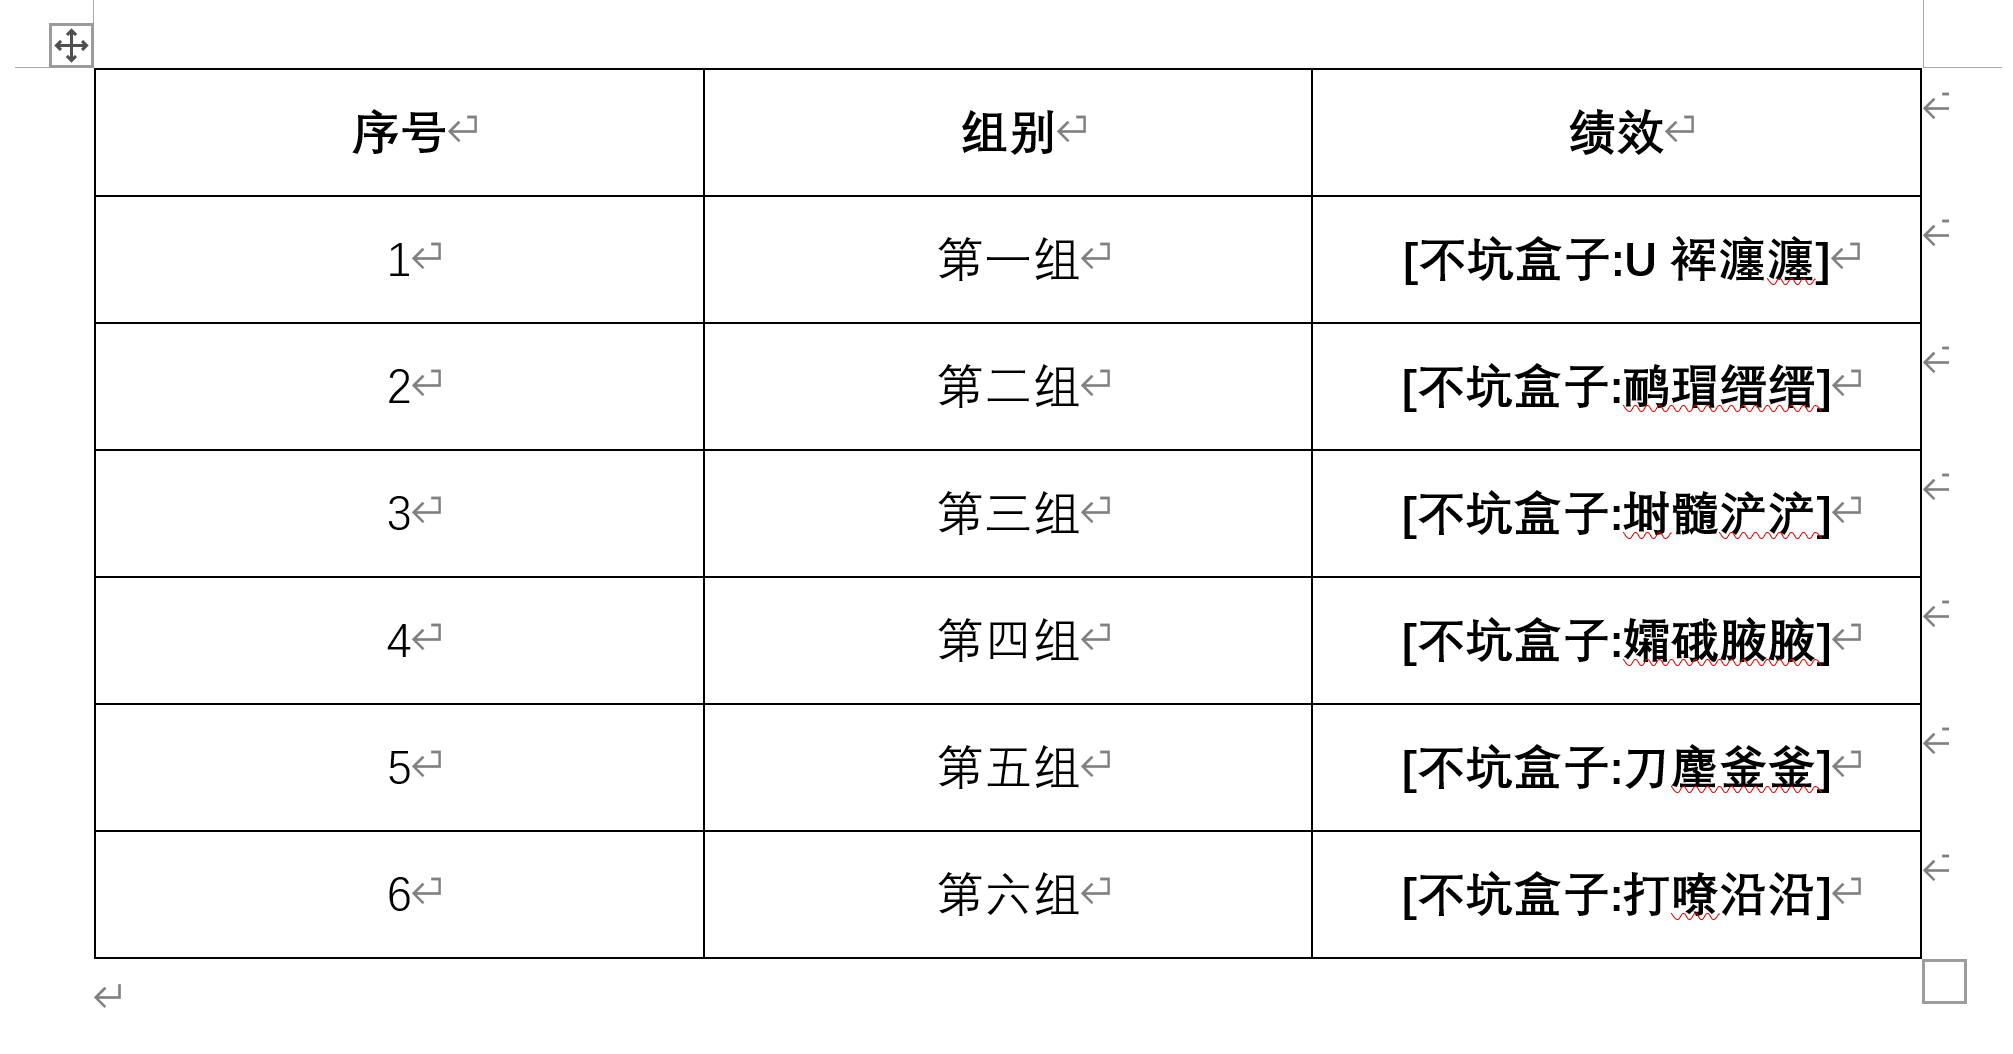 序号 组别 绩效
1 第一组 [不坑盒子:U 裈瀍瀍]
2 第二组 [不坑盒子:鸸瑁缙缙]
3 第三组 [不坑盒子:埘髓浐浐]
4 第四组 [不坑盒子:孀硪腋腋]
5 第五组 [不坑盒子:刀麈釜釜]
6 第六组 [不坑盒子:打嘹沿沿]